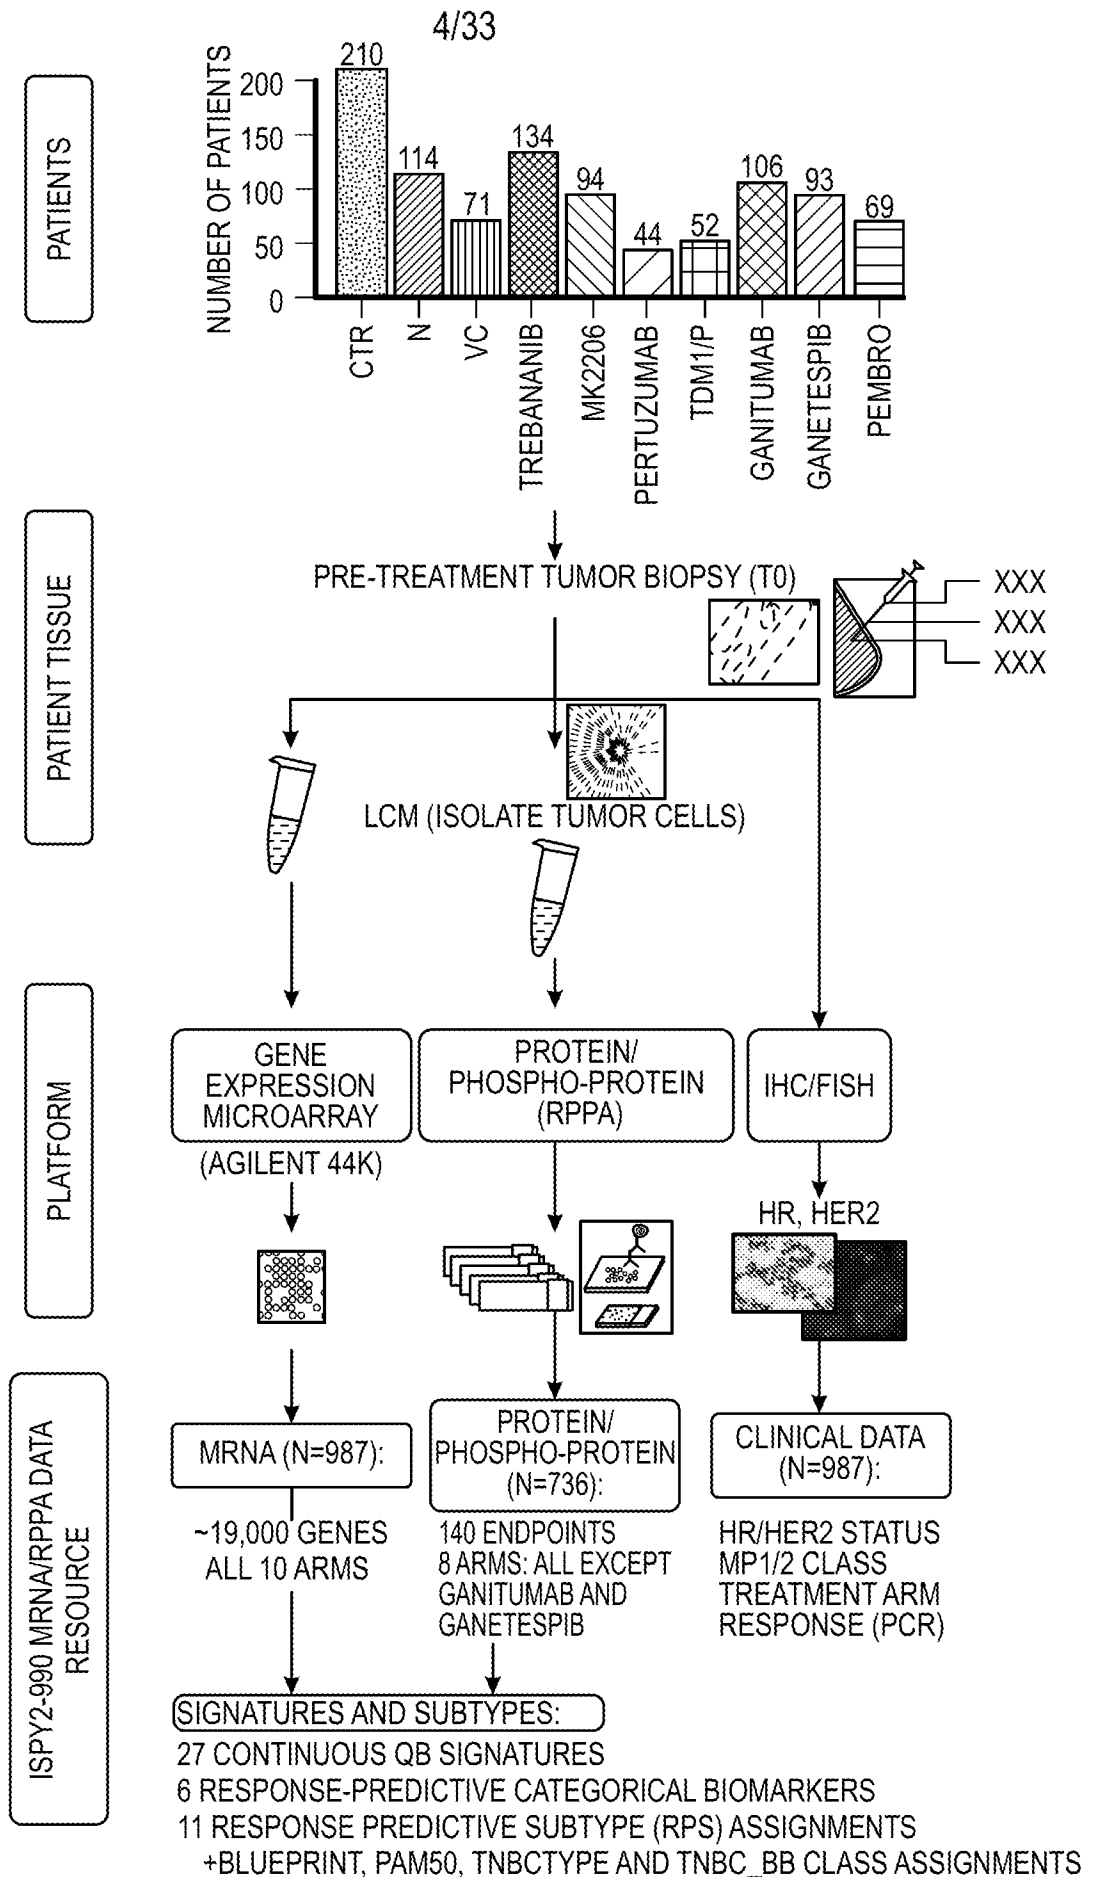 4/33
PATIENTS
NUMBER OF PATIENTS
200
150
100
50
0
210
114
71
134
94
44
52
106
93
69
CTR
N
VC
TREBANANIB
MK2206
PERTUZUMAB
TDM1/P
GANITUMAB
GANETESPIB
PEMBRO
PATIENT TISSUE
PRE-TREATMENT TUMOR BIOPSY (T0)
XXX
XXX
XXX
LCM (ISOLATE TUMOR CELLS)
PLATFORM
GENE
EXPRESSION
MICROARRAY
(AGILENT 44K)
PROTEIN/
PHOSPHO-PROTEIN
(RPPA)
IHC/FISH
HR, HER2
ISPY2-990 MRNA/RPPA DATA
RESOURCE
MRNA (N=987):
~19,000 GENES
ALL 10 ARMS
PROTEIN/
PHOSPHO-PROTEIN
(N=736):
140 ENDPOINTS
8 ARMS: ALL EXCEPT
GANITUMAB AND
GANETESPIB
CLINICAL DATA
(N=987):
HR/HER2 STATUS
MP1/2 CLASS
TREATMENT ARM
RESPONSE (PCR)
SIGNATURES AND SUBTYPES:
27 CONTINUOUS QB SIGNATURES
6 RESPONSE-PREDICTIVE CATEGORICAL BIOMARKERS
11 RESPONSE PREDICTIVE SUBTYPE (RPS) ASSIGNMENTS
+BLUEPRINT, PAM50, TNBCTYPE AND TNBC_BB CLASS ASSIGNMENTS